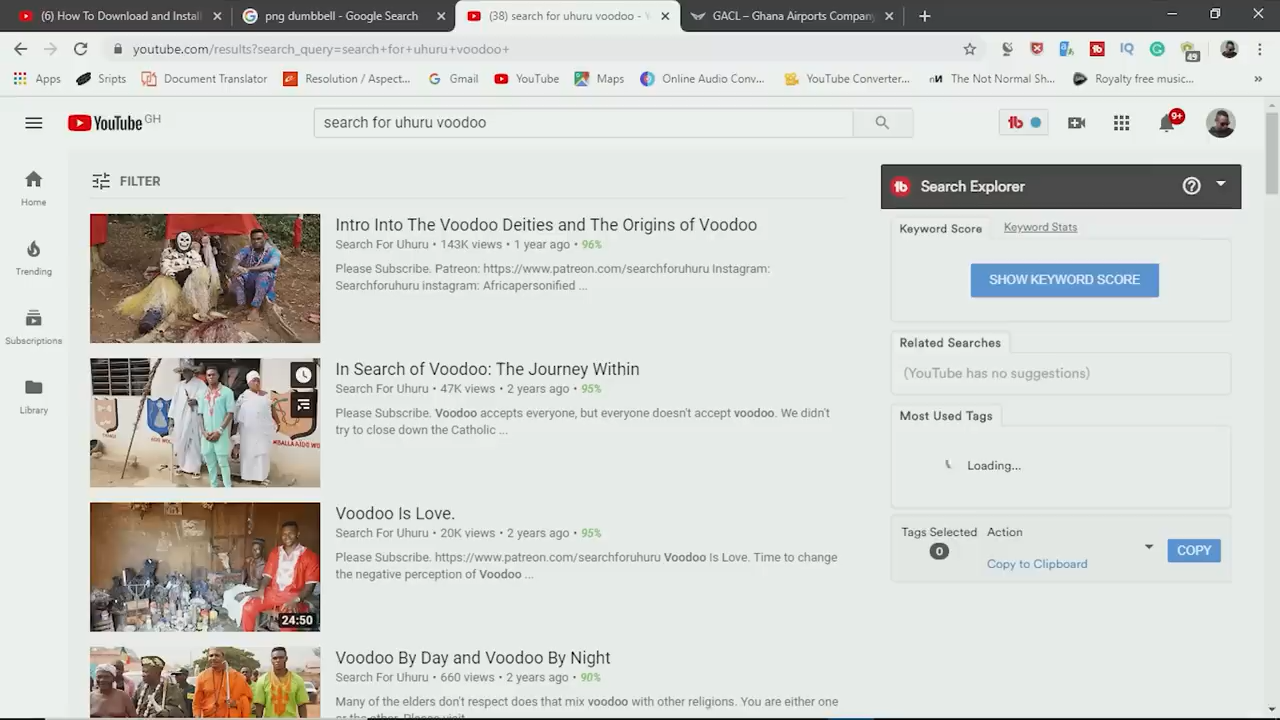 (6) How To Download and Install
png dumbbell - Google Search
(38) search for uhuru voodoo - Y
GACL – Ghana Airports Company
youtube.com/results?search_query=search+for+uhuru+voodoo+
49
Apps
Sripts
Document Translator
Resolution / Aspect...
Gmail
YouTube
Maps
Online Audio Conv...
YouTube Converter...
The Not Normal Sh...
Royalty free music...
YouTube GH
search for uhuru voodoo
9+
Home
Trending
Subscriptions
Library
FILTER
Intro Into The Voodoo Deities and The Origins of Voodoo
Search For Uhuru • 143K views • 1 year ago • 96%
Please Subscribe. Patreon: https://www.patreon.com/searchforuhuru Instagram:
Searchforuhuru instagram: Africapersonified ...
In Search of Voodoo: The Journey Within
Search For Uhuru • 47K views • 2 years ago • 95%
Please Subscribe. Voodoo accepts everyone, but everyone doesn't accept voodoo. We didn't
try to close down the Catholic ...
Voodoo Is Love.
Search For Uhuru • 20K views • 2 years ago • 95%
Please Subscribe. https://www.patreon.com/searchforuhuru Voodoo Is Love. Time to change
the negative perception of Voodoo ...
24:50
Voodoo By Day and Voodoo By Night
Search For Uhuru • 660 views • 2 years ago • 90%
Many of the elders don't respect does that mix voodoo with other religions. You are either one
or the other. Please visit
Search Explorer
Keyword Score
Keyword Stats
SHOW KEYWORD SCORE
Related Searches
(YouTube has no suggestions)
Most Used Tags
Loading...
Tags Selected
0
Action
Copy to Clipboard
COPY